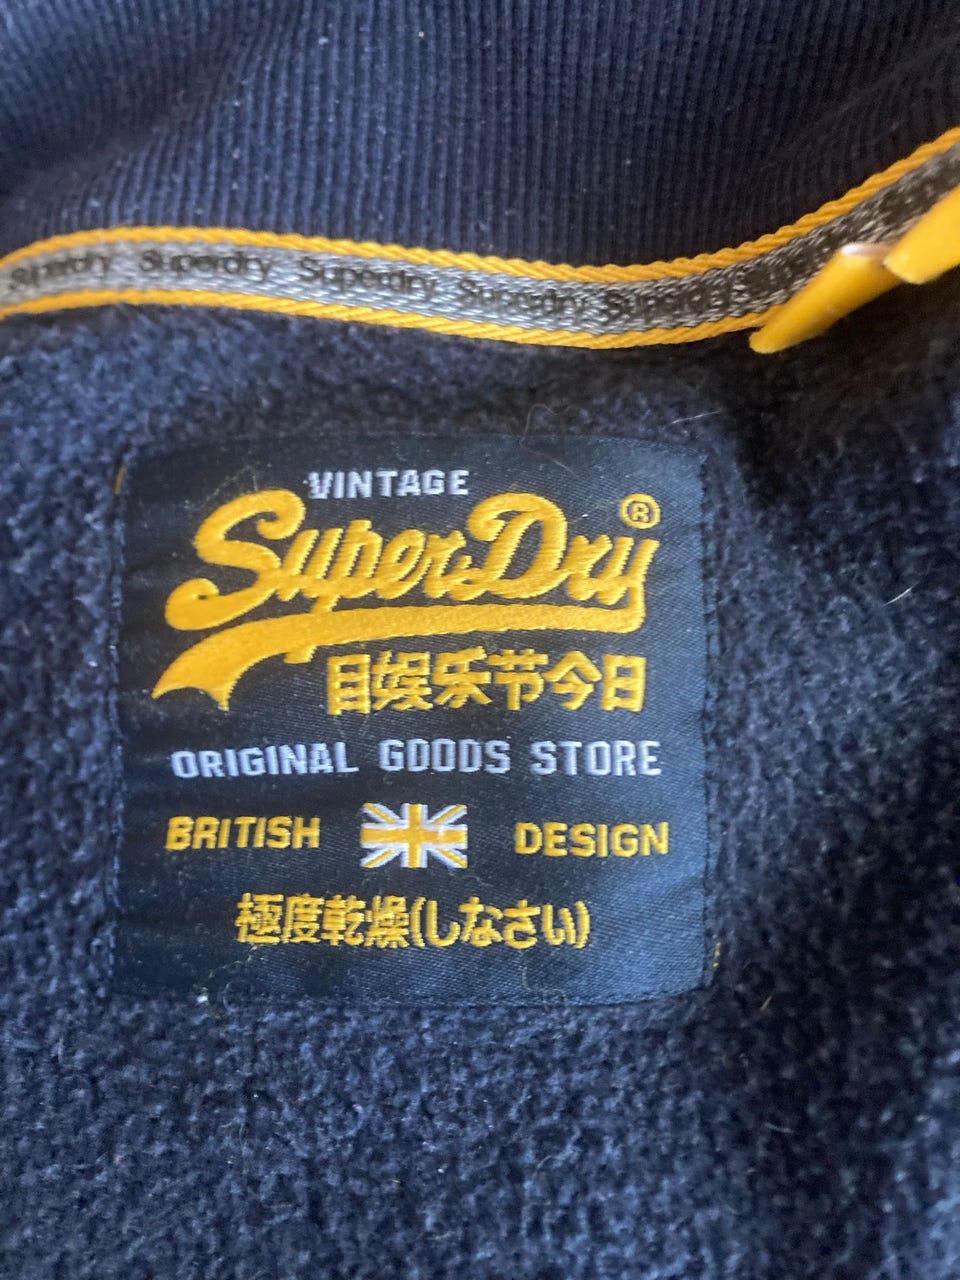 Superdry Superdry Superdry Superdry Superdry
VINTAGE
SuperDry®
目娱乐节今日
ORIGINAL GOODS STORE
BRITISH DESIGN
極度乾燥(しなさい)